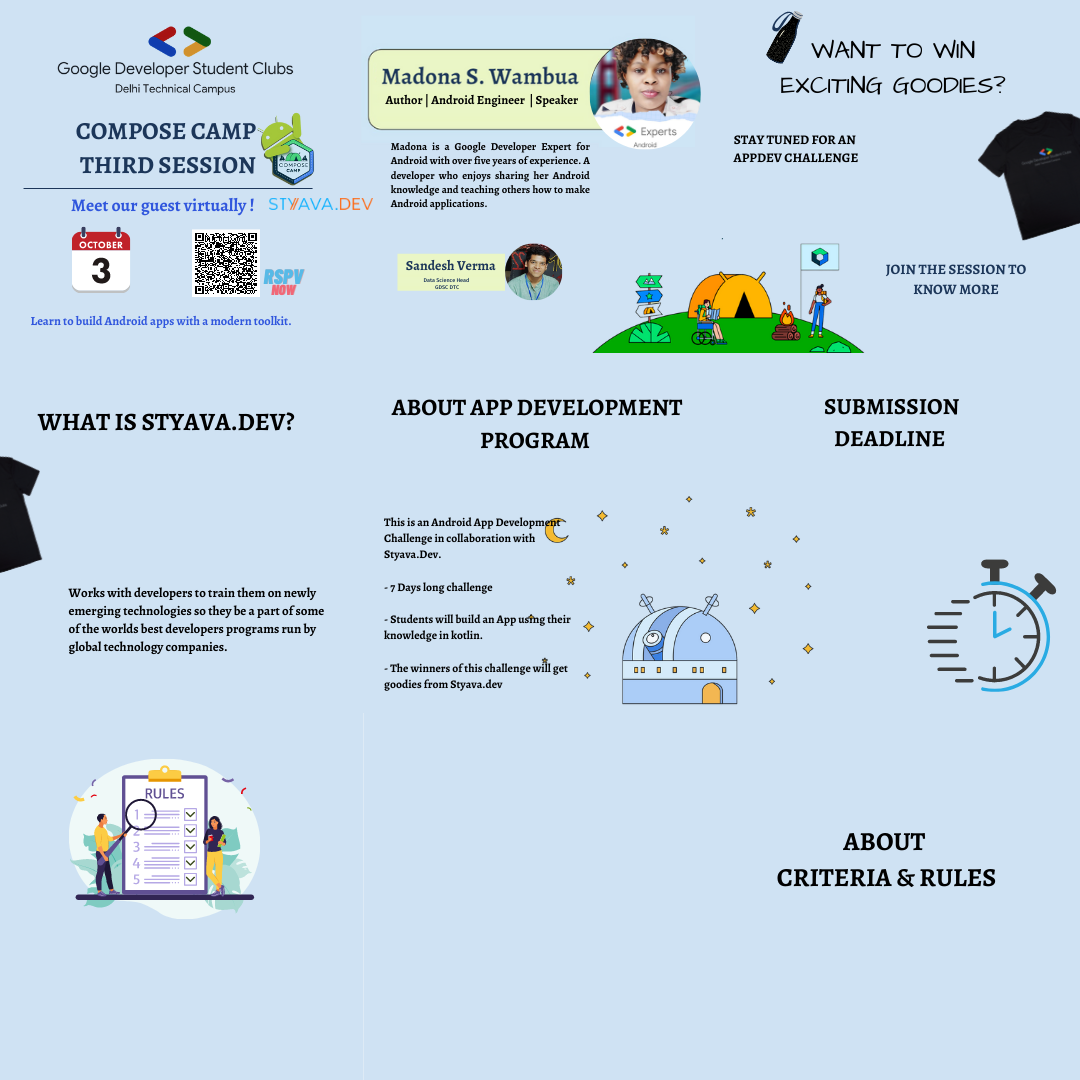 Google Developer Student Clubs
Delhi Technical Campus
COMPOSE CAMP
THIRD SESSION
COMPOSE
CAMP
Meet our guest virtually !
STYAVA.DEV
OCTOBER
3
RSPV
NOW
Learn to build Android apps with a modern toolkit.
Madona S. Wambua
Author | Android Engineer | Speaker
Experts
Android
Madona is a Google Developer Expert for
Android with over five years of experience. A
developer who enjoys sharing her Android
knowledge and teaching others how to make
Android applications.
Sandesh Verma
Data Science Head
GDSC DTC
WANT TO WIN
EXCITING GOODIES?
STAY TUNED FOR AN
APPDEV CHALLENGE
JOIN THE SESSION TO
KNOW MORE
WHAT IS STYAVA.DEV?
Works with developers to train them on newly
emerging technologies so they be a part of some
of the worlds best developers programs run by
global technology companies.
ABOUT APP DEVELOPMENT
PROGRAM
This is an Android App Development
Challenge in collaboration with
Styava.Dev.
- 7 Days long challenge
- Students will build an App using their
knowledge in kotlin.
- The winners of this challenge will get
goodies from Styava.dev
SUBMISSION
DEADLINE
RULES
1
2
3
4
5
ABOUT
CRITERIA & RULES